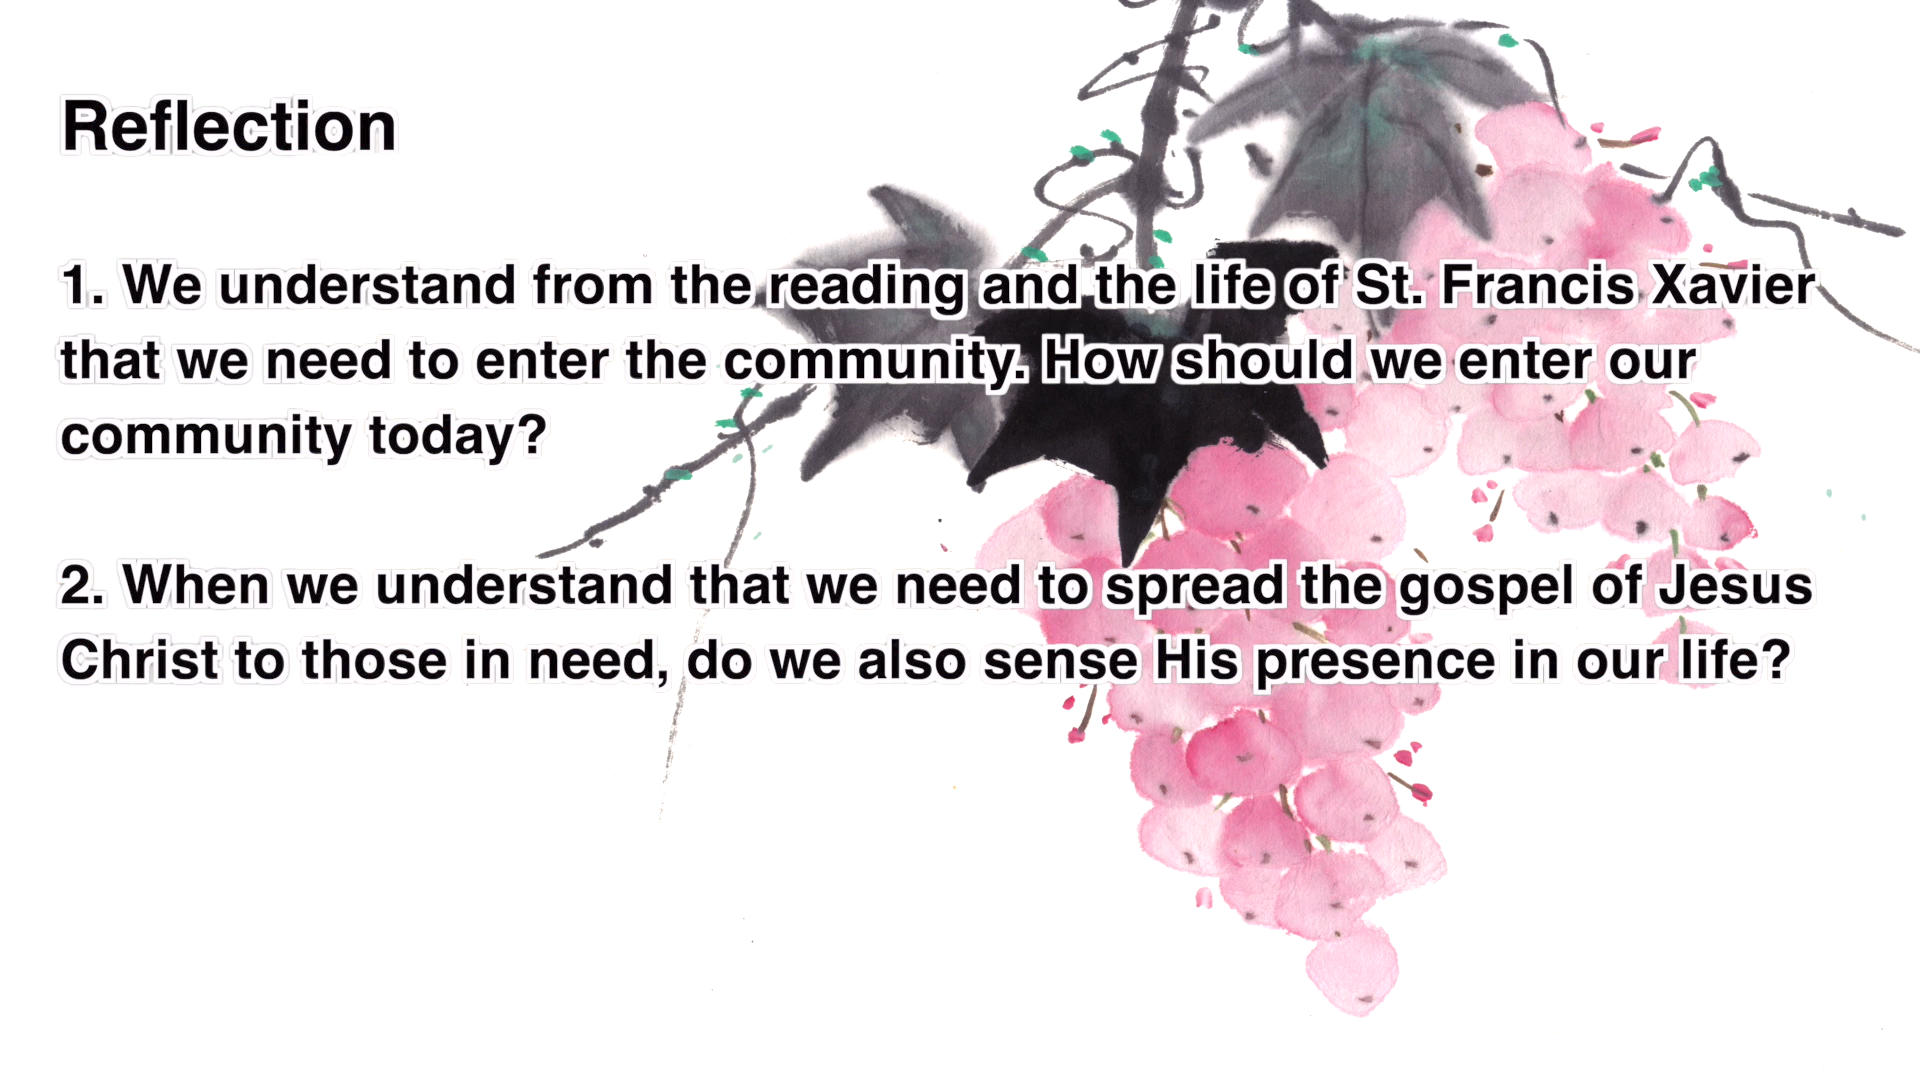 Reflection
1. We understand from the reading and the life of St. Francis Xavier
that we need to enter the community. How should we enter our
community today?
2. When we understand that we need to spread the gospel of Jesus
Christ to those in need, do we also sense His presence in our life?